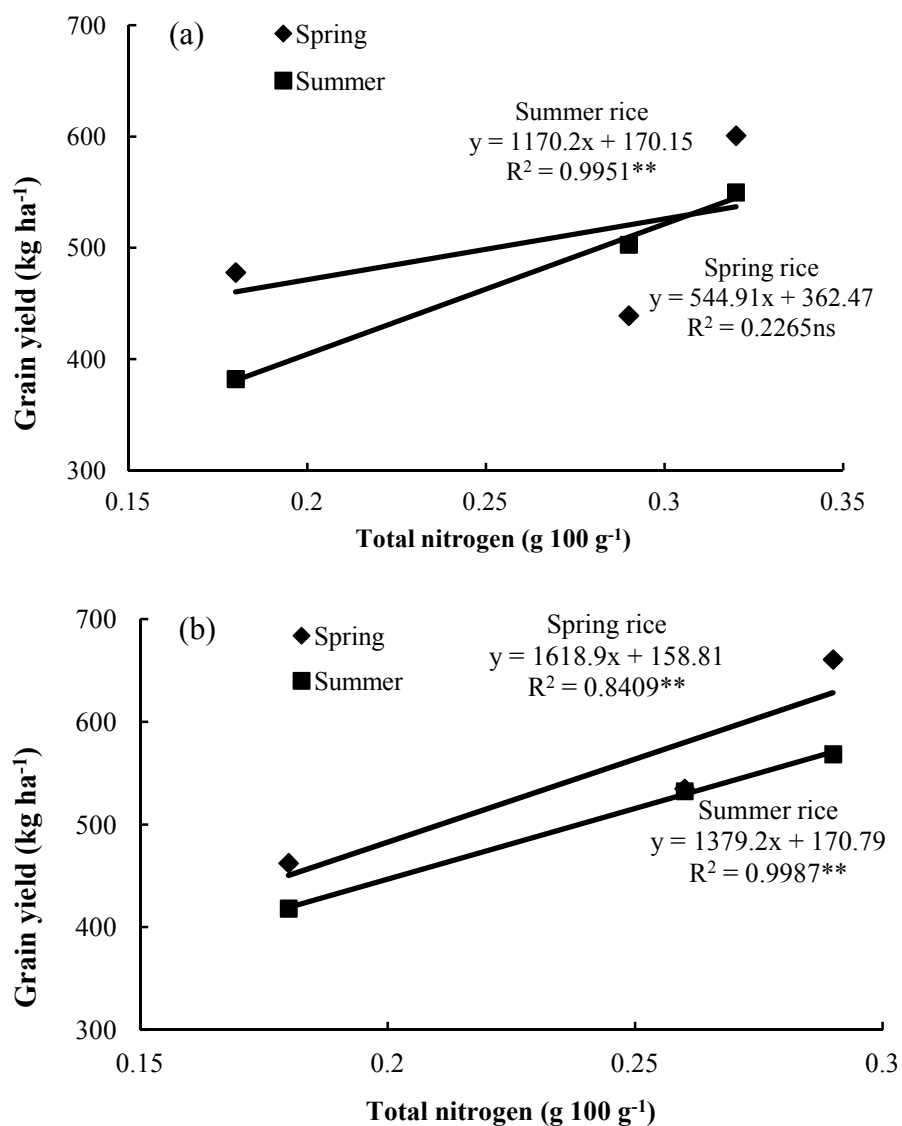 (a)
Spring
Summer
Summer rice
y = 1170.2x + 170.15
R² = 0.9951**
Spring rice
y = 544.91x + 362.47
R² = 0.2265ns
700
600
500
400
300
0.15 0.2 0.25 0.3 0.35
Grain yield (kg ha⁻¹)
Total nitrogen (g 100 g⁻¹)
(b)
Spring
Summer
Spring rice
y = 1618.9x + 158.81
R² = 0.8409**
Summer rice
y = 1379.2x + 170.79
R² = 0.9987**
700
600
500
400
300
0.15 0.2 0.25 0.3
Grain yield (kg ha⁻¹)
Total nitrogen (g 100 g⁻¹)